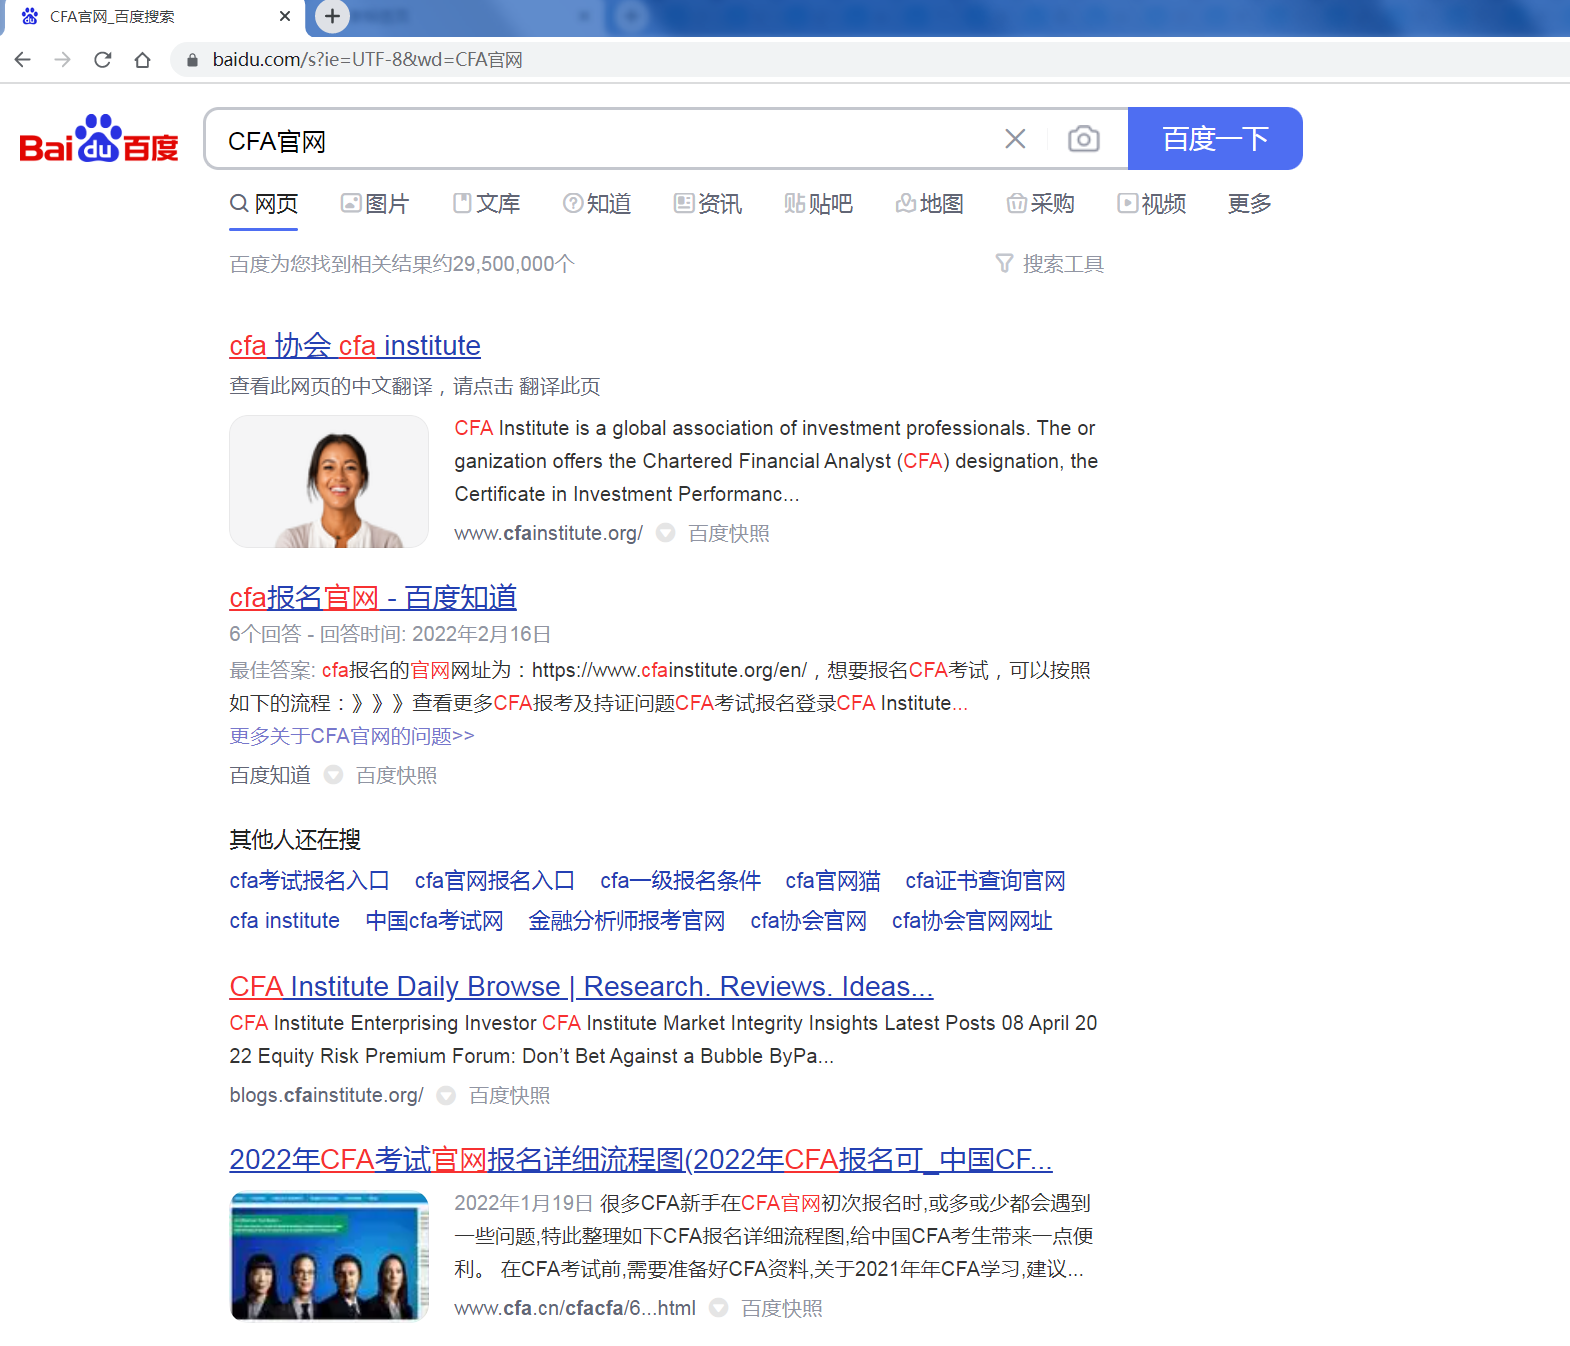 CFA官网_百度搜索
baidu.com/s?ie=UTF-8&wd=CFA官网
Bai du 百度
CFA官网
百度一下
网页 图片 文库 知道 资讯 贴吧 地图 采购 视频 更多
百度为您找到相关结果约29,500,000个
搜索工具
cfa 协会 cfa institute
查看此网页的中文翻译，请点击 翻译此页
CFA Institute is a global association of investment professionals. The or
ganization offers the Chartered Financial Analyst (CFA) designation, the
Certificate in Investment Performanc...
www.cfainstitute.org/ 百度快照
cfa报名官网 - 百度知道
6个回答 - 回答时间: 2022年2月16日
最佳答案: cfa报名的官网网址为：https://www.cfainstitute.org/en/，想要报名CFA考试，可以按照
如下的流程：》》》查看更多CFA报考及持证问题CFA考试报名登录CFA Institute...
更多关于CFA官网的问题>>
百度知道 百度快照
其他人还在搜
cfa考试报名入口 cfa官网报名入口 cfa一级报名条件 cfa官网猫 cfa证书查询官网
cfa institute 中国cfa考试网 金融分析师报考官网 cfa协会官网 cfa协会官网网址
CFA Institute Daily Browse | Research. Reviews. Ideas...
CFA Institute Enterprising Investor CFA Institute Market Integrity Insights Latest Posts 08 April 20
22 Equity Risk Premium Forum: Don’t Bet Against a Bubble ByPa...
blogs.cfainstitute.org/ 百度快照
2022年CFA考试官网报名详细流程图(2022年CFA报名可_中国CF...
2022年1月19日 很多CFA新手在CFA官网初次报名时,或多或少都会遇到
一些问题,特此整理如下CFA报名详细流程图,给中国CFA考生带来一点便
利。 在CFA考试前,需要准备好CFA资料,关于2021年年CFA学习,建议...
www.cfa.cn/cfacfa/6...html 百度快照